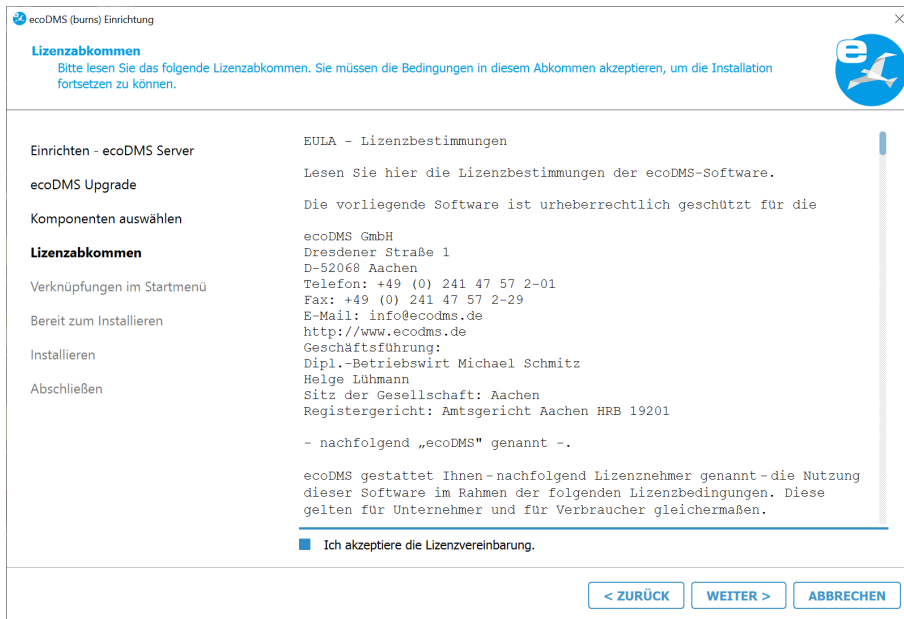 ecoDMS (burns) Einrichtung
Lizenzabkommen
Bitte lesen Sie das folgende Lizenzabkommen. Sie müssen die Bedingungen in diesem Abkommen akzeptieren, um die Installation
fortsetzen zu können.
e
Einrichten - ecoDMS Server
ecoDMS Upgrade
Komponenten auswählen
Lizenzabkommen
Verknüpfungen im Startmenü
Bereit zum Installieren
Installieren
Abschließen
EULA - Lizenzbestimmungen
Lesen Sie hier die Lizenzbestimmungen der ecoDMS-Software.
Die vorliegende Software ist urheberrechtlich geschützt für die
ecoDMS GmbH
Dresdener Straße 1
D-52068 Aachen
Telefon: +49 (0) 241 47 57 2-01
Fax: +49 (0) 241 47 57 2-29
E-Mail: info@ecodms.de
http://www.ecodms.de
Geschäftsführung:
Dipl.-Betriebswirt Michael Schmitz
Helge Lühmann
Sitz der Gesellschaft: Aachen
Registergericht: Amtsgericht Aachen HRB 19201
- nachfolgend „ecoDMS" genannt -.
ecoDMS gestattet Ihnen – nachfolgend Lizenznehmer genannt – die Nutzung
dieser Software im Rahmen der folgenden Lizenzbedingungen. Diese
gelten für Unternehmer und für Verbraucher gleichermaßen.
Ich akzeptiere die Lizenzvereinbarung.
< ZURÜCK
WEITER >
ABBRECHEN